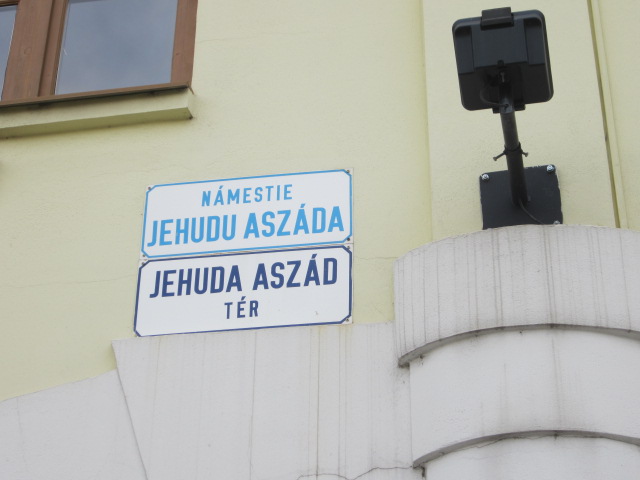 NÁMESTIE
JEHUDU ASZÁDA
JEHUDA ASZÁD
TÉR